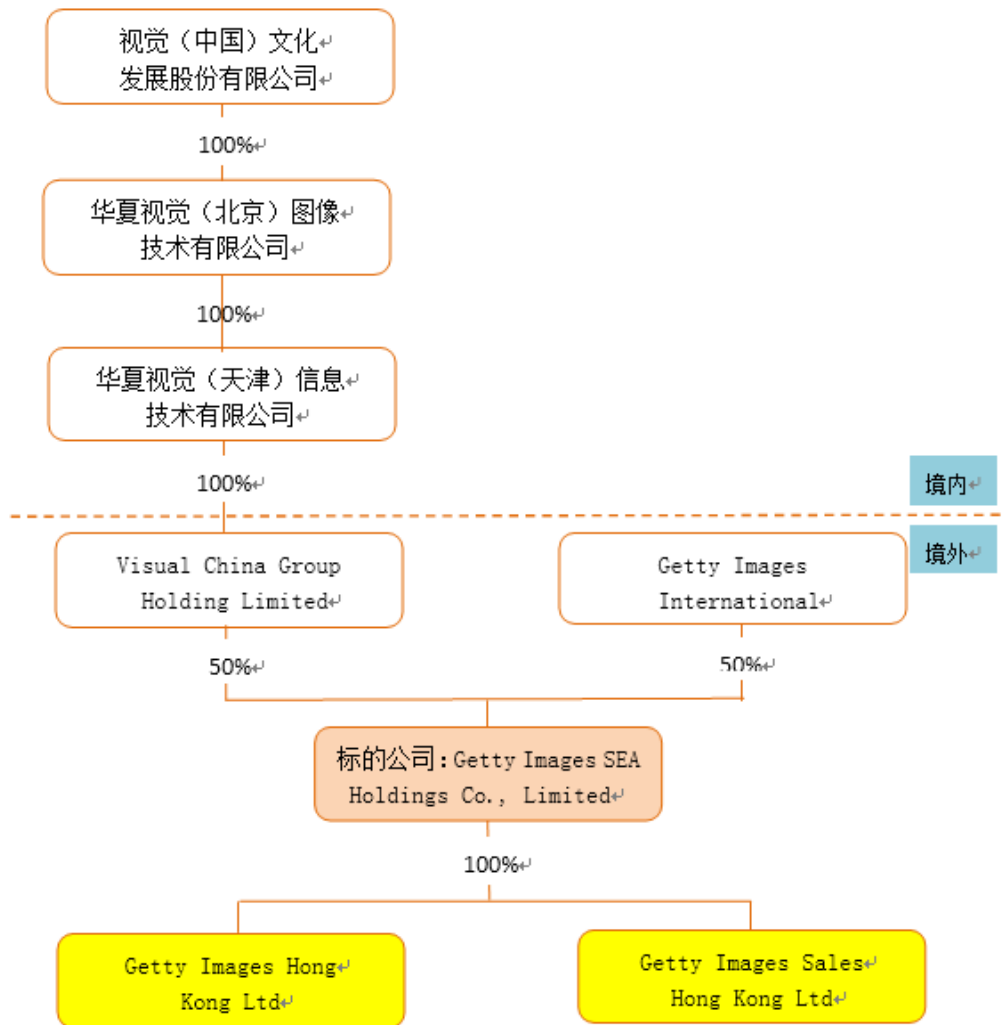 视觉（中国）文化
发展股份有限公司
100%
华夏视觉（北京）图像
技术有限公司
100%
华夏视觉（天津）信息
技术有限公司
100%
境内
境外
Visual China Group
Holding Limited
Getty Images
International
50%
50%
标的公司:Getty Images SEA
Holdings Co., Limited
100%
Getty Images Hong
Kong Ltd
Getty Images Sales
Hong Kong Ltd